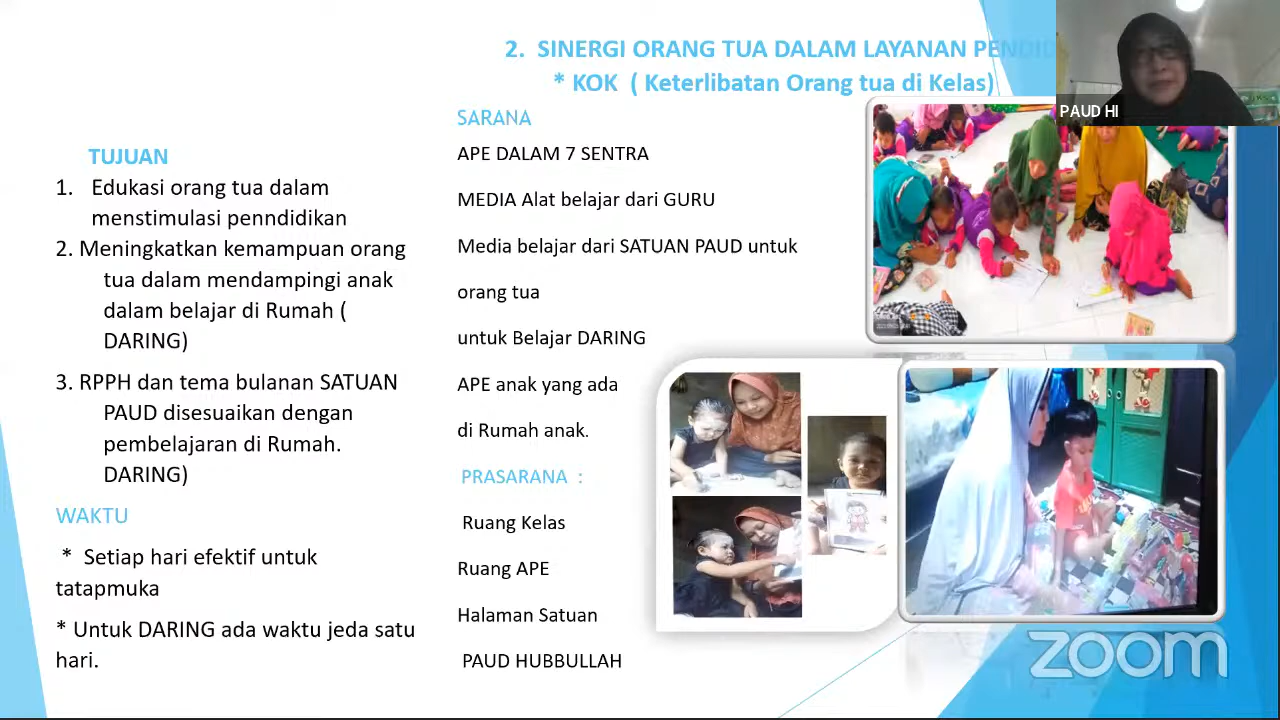 2. SINERGI ORANG TUA DALAM LAYANAN
* KOK ( Keterlibatan Orang tua di Kelas)
PAUD HI
TUJUAN
1. Edukasi orang tua dalam
menstimulasi penndidikan
2. Meningkatkan kemampuan orang
tua dalam mendampingi anak
dalam belajar di Rumah (
DARING)
3. RPPH dan tema bulanan SATUAN
PAUD disesuaikan dengan
pembelajaran di Rumah.
DARING)
WAKTU
* Setiap hari efektif untuk
tatapmuka
* Untuk DARING ada waktu jeda satu
hari.
SARANA
APE DALAM 7 SENTRA
MEDIA Alat belajar dari GURU
Media belajar dari SATUAN PAUD untuk
orang tua
untuk Belajar DARING
APE anak yang ada
di Rumah anak.
PRASARANA :
Ruang Kelas
Ruang APE
Halaman Satuan
PAUD HUBBULLAH
zoom